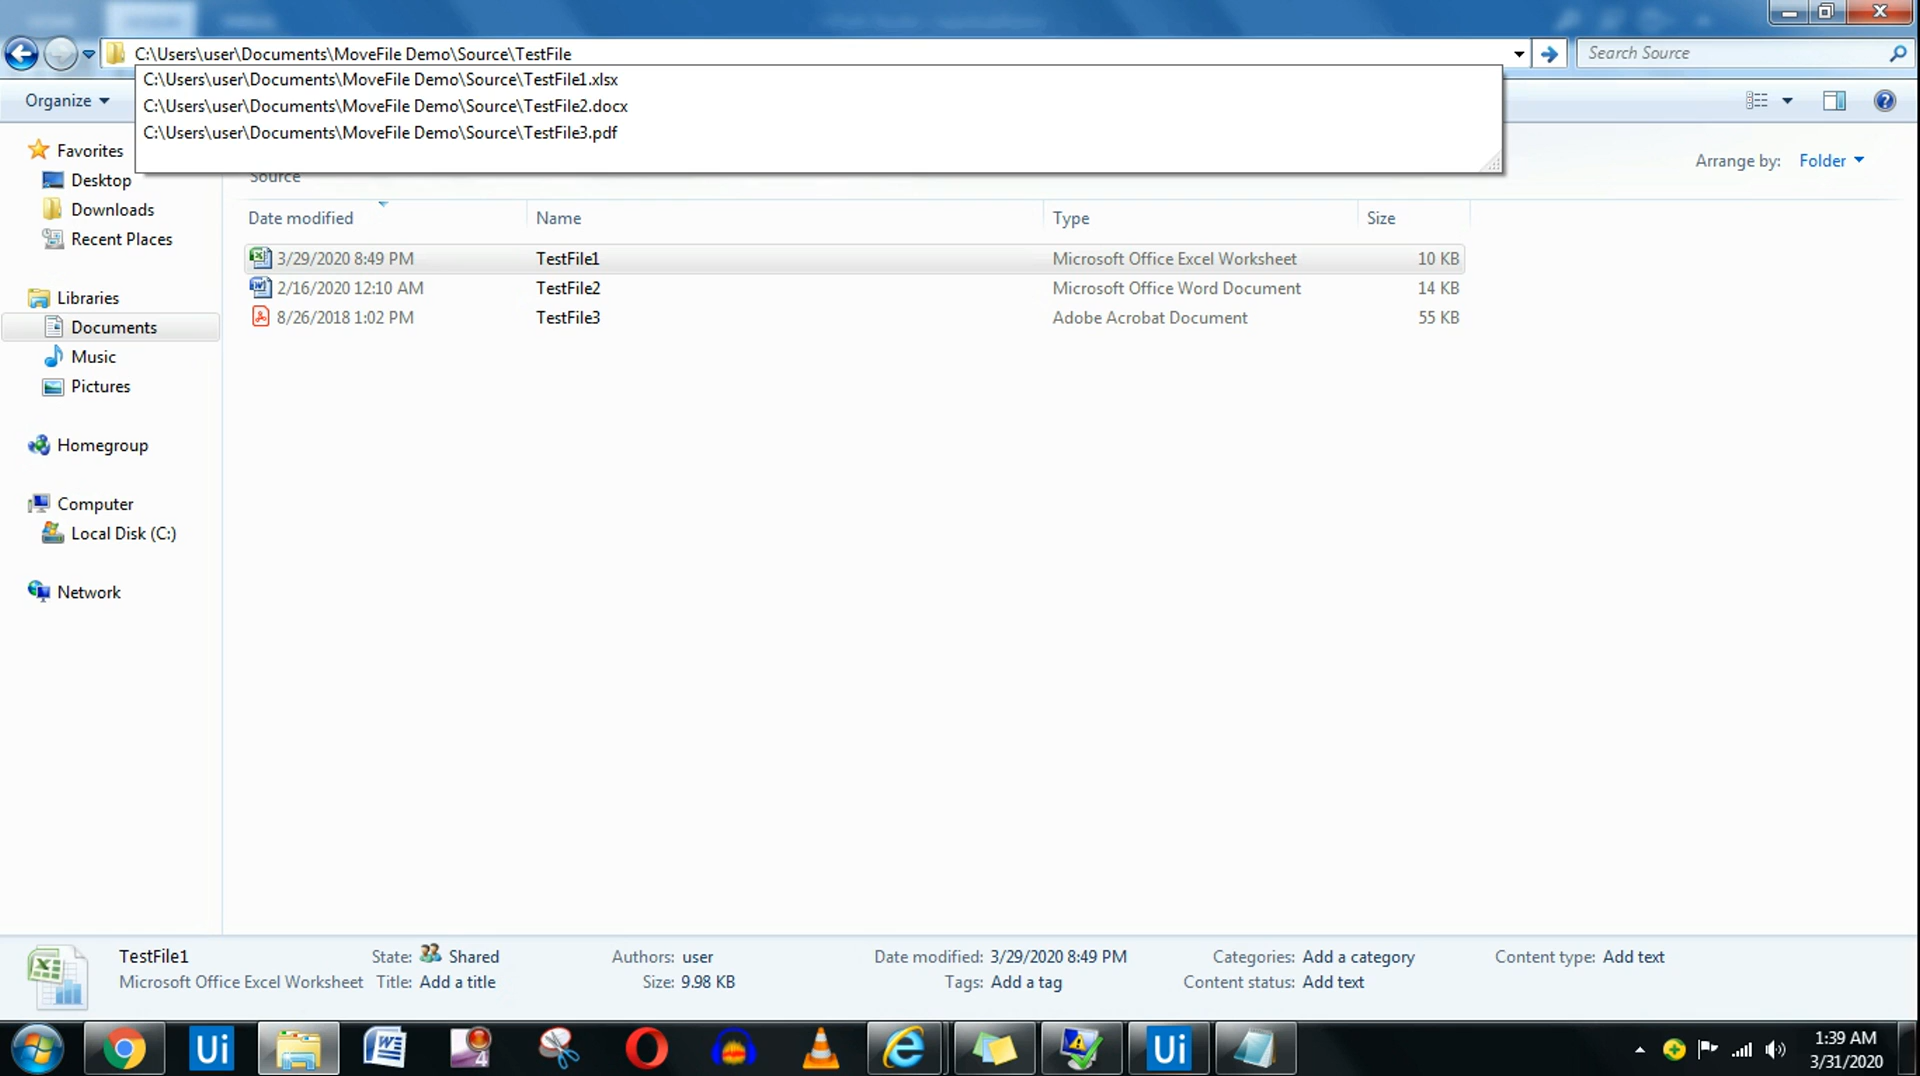 C:\Users\user\Documents\MoveFile Demo\Source\TestFile
Search Source
C:\Users\user\Documents\MoveFile Demo\Source\TestFile1.xlsx
C:\Users\user\Documents\MoveFile Demo\Source\TestFile2.docx
C:\Users\user\Documents\MoveFile Demo\Source\TestFile3.pdf
Organize
Source
Arrange by: Folder
Favorites
Desktop
Downloads
Recent Places
Libraries
Documents
Music
Pictures
Homegroup
Computer
Local Disk (C:)
Network
Date modified Name Type Size
3/29/2020 8:49 PM TestFile1 Microsoft Office Excel Worksheet 10 KB
2/16/2020 12:10 AM TestFile2 Microsoft Office Word Document 14 KB
8/26/2018 1:02 PM TestFile3 Adobe Acrobat Document 55 KB
TestFile1 State: Shared Authors: user Date modified: 3/29/2020 8:49 PM Categories: Add a category Content type: Add text
Microsoft Office Excel Worksheet Title: Add a title Size: 9.98 KB Tags: Add a tag Content status: Add text
Ui
4
Ui
1:39 AM
3/31/2020